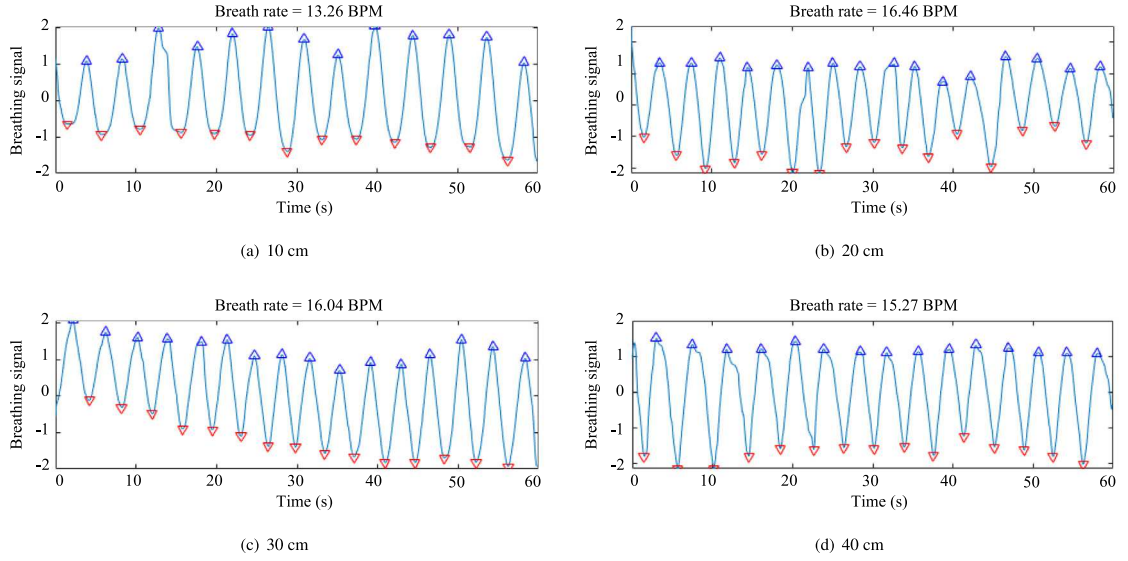 Breath rate = 13.26 BPM
Breathing signal
2
1
0
-1
-2
0 10 20 30 40 50 60
Time (s)
(a) 10 cm
Breath rate = 16.46 BPM
Breathing signal
2
1
0
-1
-2
0 10 20 30 40 50 60
Time (s)
(b) 20 cm
Breath rate = 16.04 BPM
Breathing signal
2
1
0
-1
-2
0 10 20 30 40 50 60
Time (s)
(c) 30 cm
Breath rate = 15.27 BPM
Breathing signal
2
1
0
-1
-2
0 10 20 30 40 50 60
Time (s)
(d) 40 cm